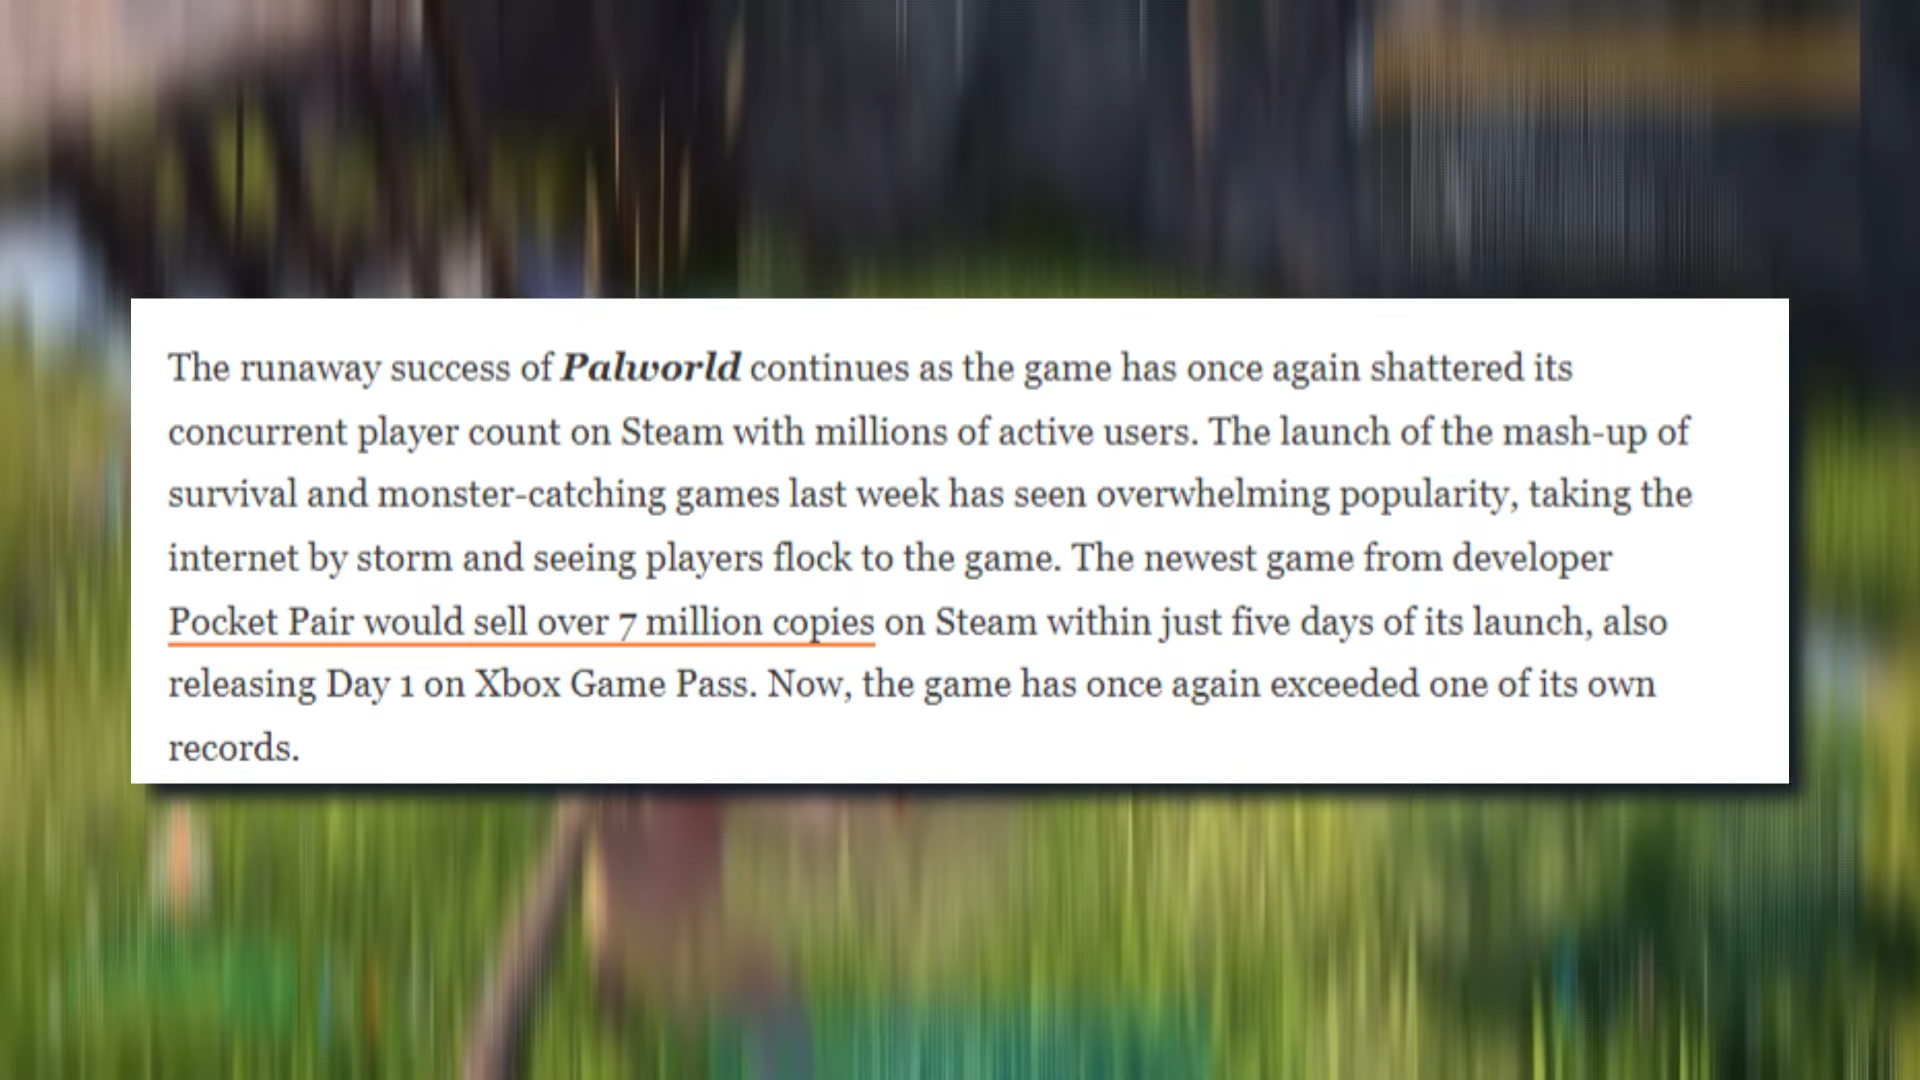 The runaway success of Palworld continues as the game has once again shattered its
concurrent player count on Steam with millions of active users. The launch of the mash-up of
survival and monster-catching games last week has seen overwhelming popularity, taking the
internet by storm and seeing players flock to the game. The newest game from developer
Pocket Pair would sell over 7 million copies on Steam within just five days of its launch, also
releasing Day 1 on Xbox Game Pass. Now, the game has once again exceeded one of its own
records.